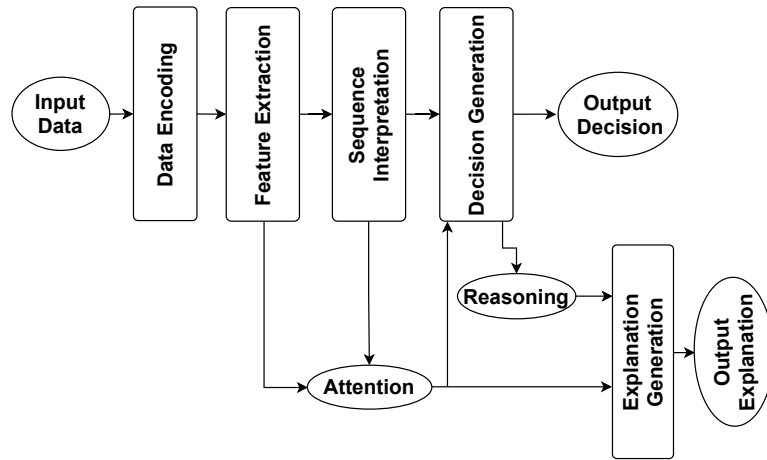 Input
Data
Data Encoding
Feature Extraction
Sequence
Interpretation
Decision Generation
Output
Decision
Reasoning
Attention
Explanation
Generation
Output
Explanation